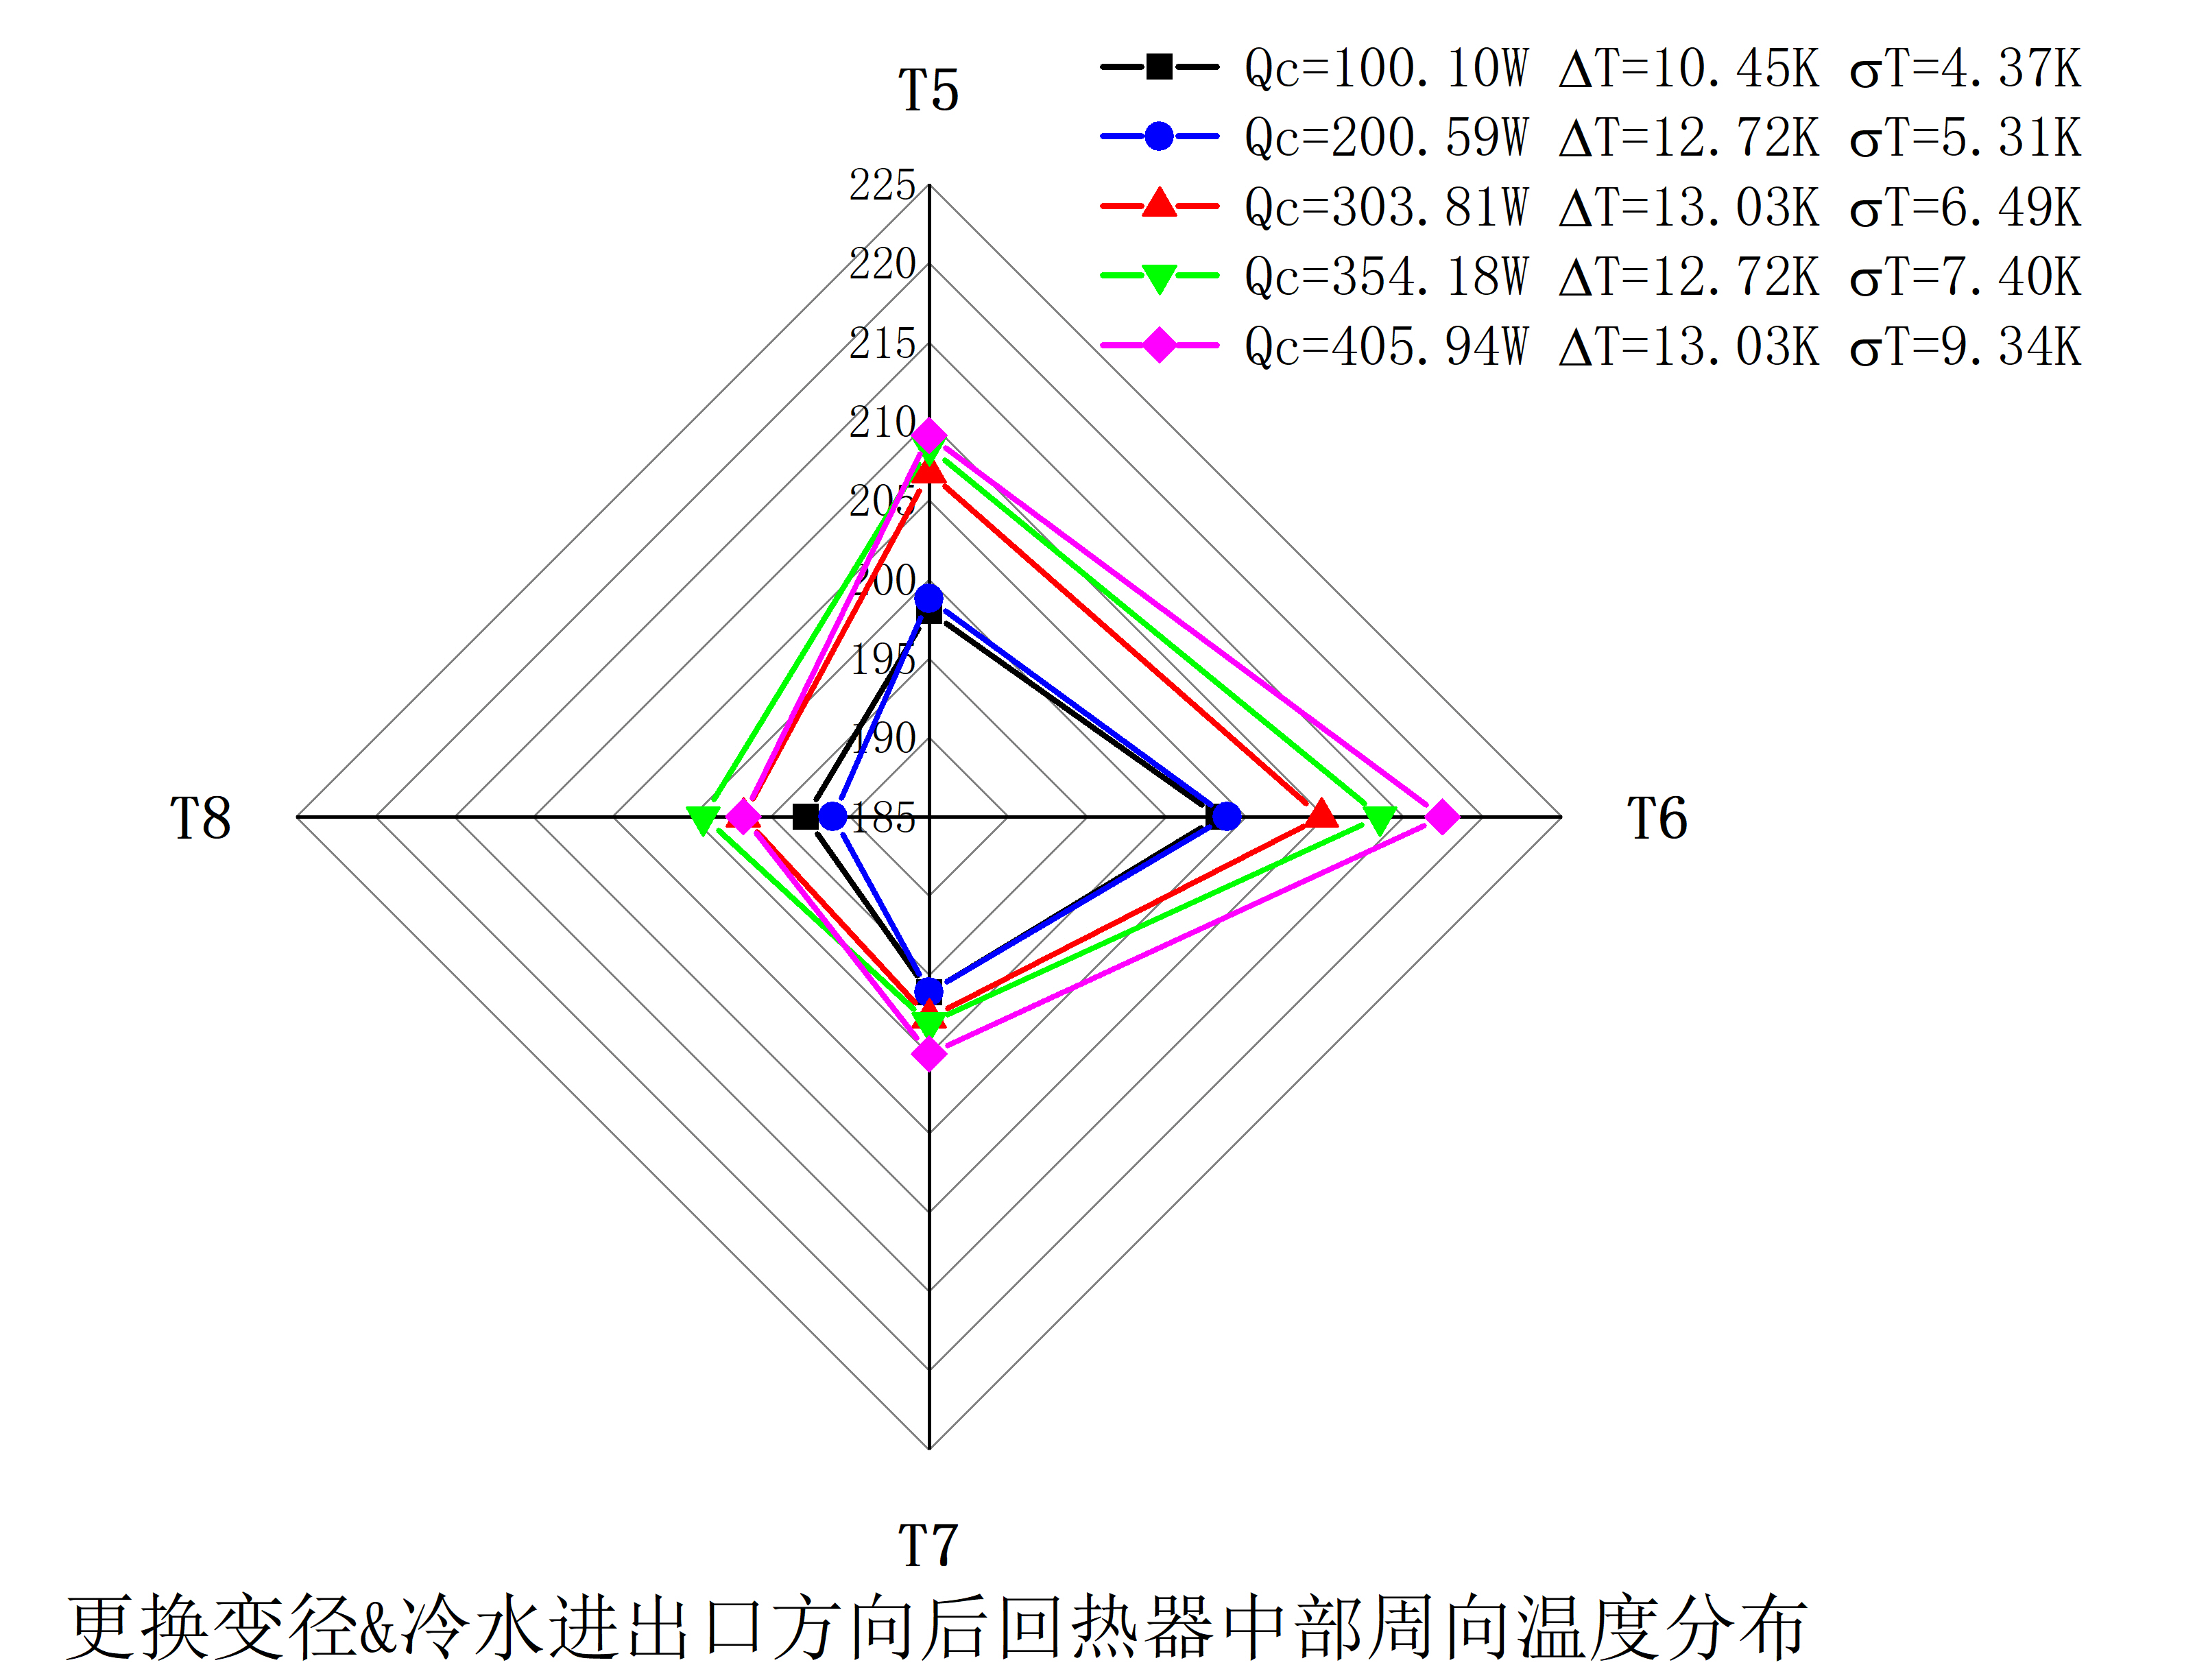 Qc=100.10W ΔT=10.45K σT=4.37K
Qc=200.59W ΔT=12.72K σT=5.31K
Qc=303.81W ΔT=13.03K σT=6.49K
Qc=354.18W ΔT=12.72K σT=7.40K
Qc=405.94W ΔT=13.03K σT=9.34K
T5
225
220
215
210
205
200
195
190
185
T8
T6
T7
更换变径&冷水进出口方向后回热器中部周向温度分布